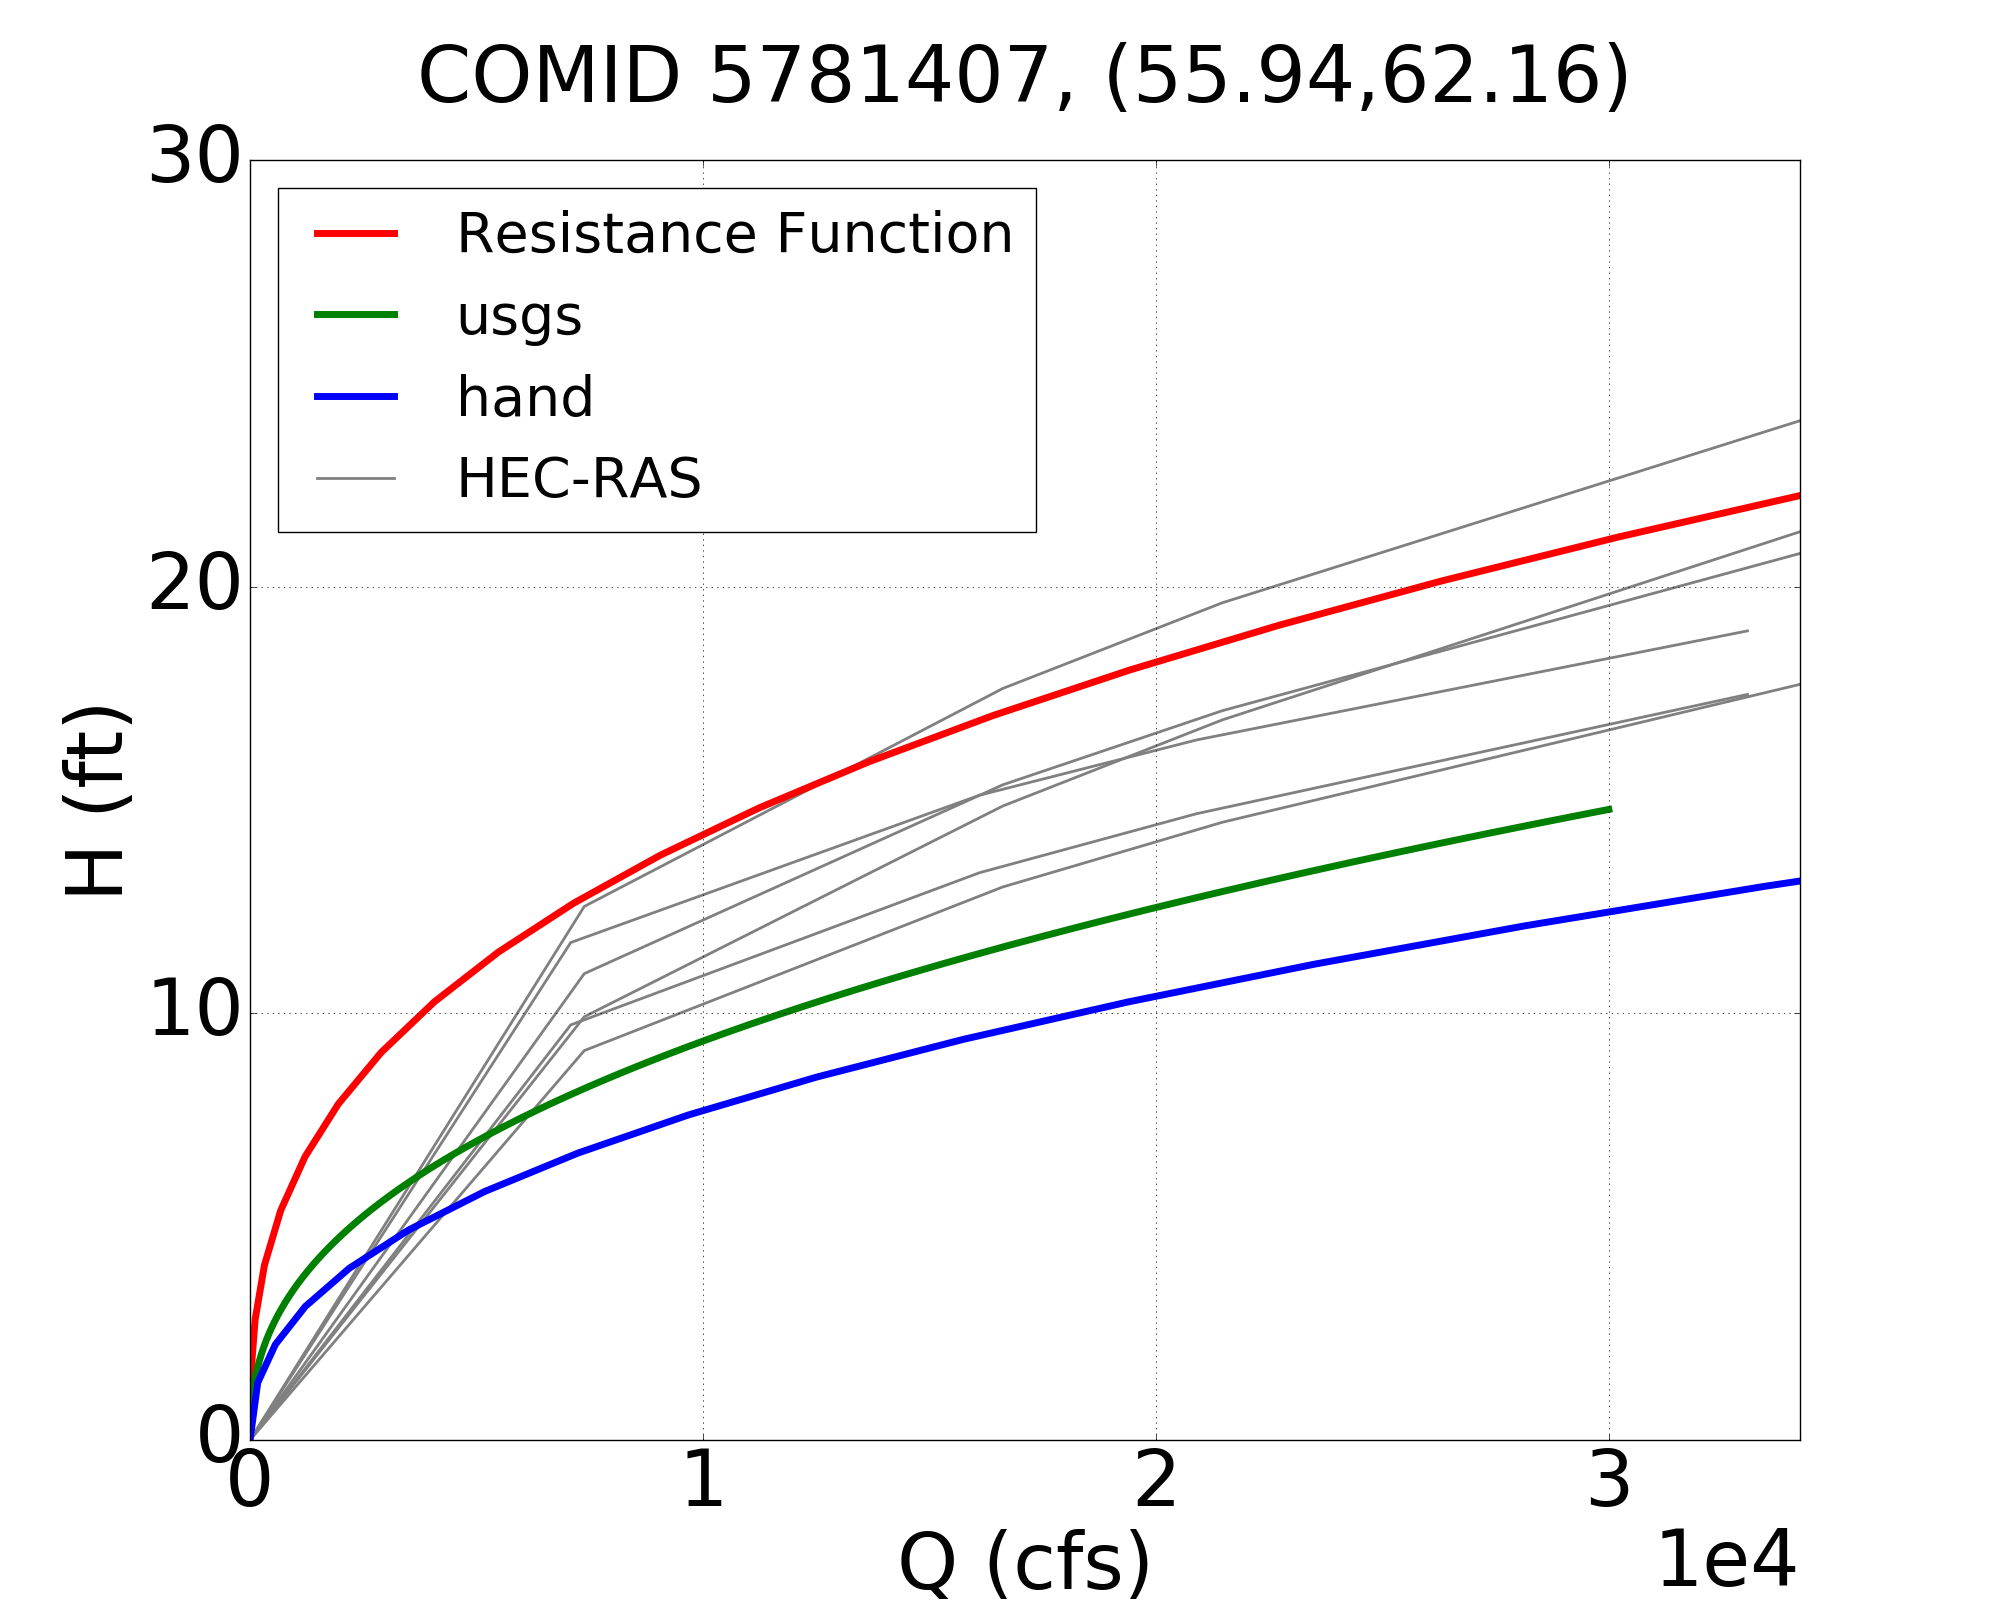 COMID 5781407, (55.94,62.16)
30
Resistance Function
usgs
hand
HEC-RAS
20
H (ft)
10
0
0 1 2 3
Q (cfs)
1e4